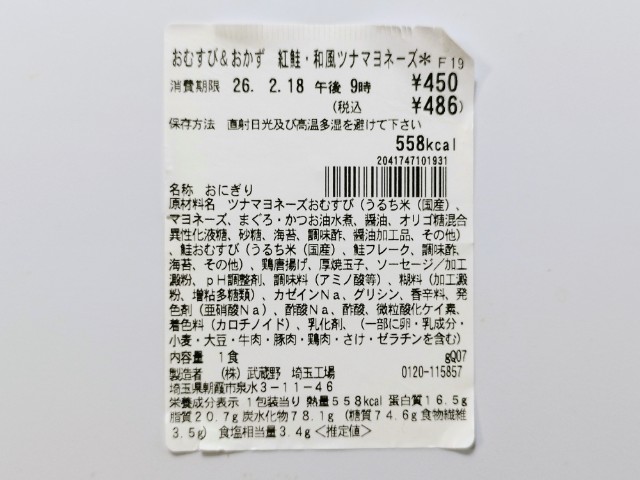 おむすび&おかず 紅鮭・和風ツナマヨネーズ* F19
消費期限 26. 2.18 午後 9時 ¥450
(税込 ¥486)
保存方法 直射日光及び高温多湿を避けて下さい
558kcal
2041747101931
名称 おにぎり
原材料名 ツナマヨネーズおむすび(うるち米(国産)、
マヨネーズ、まぐろ・かつお油水煮、醤油、オリゴ糖混合
異性化液糖、砂糖、海苔、調味酢、醤油加工品、その他)
、鮭おむすび(うるち米(国産)、鮭フレーク、調味酢、
海苔、その他)、鶏唐揚げ、厚焼玉子、ソーセージ/加工
澱粉、pH調整剤、調味料(アミノ酸等)、糊料(加工澱
粉、増粘多糖類)、カゼインNa、グリシン、香辛料、発
色剤(亜硝酸Na)、酢酸Na、酢酸、微粒酸化ケイ素、
着色料(カロチノイド)、乳化剤、(一部に卵・乳成分・
小麦・大豆・牛肉・豚肉・鶏肉・さけ・ゼラチンを含む)
内容量 1食 gQ07
製造者 (株)武蔵野 埼玉工場 0120-115857
埼玉県朝霞市泉水3-11-46
栄養成分表示 1包装当り 熱量558kcal 蛋白質16.5g
脂質20.7g 炭水化物78.1g (糖質74.6g 食物繊維
3.5g) 食塩相当量3.4g <推定値>